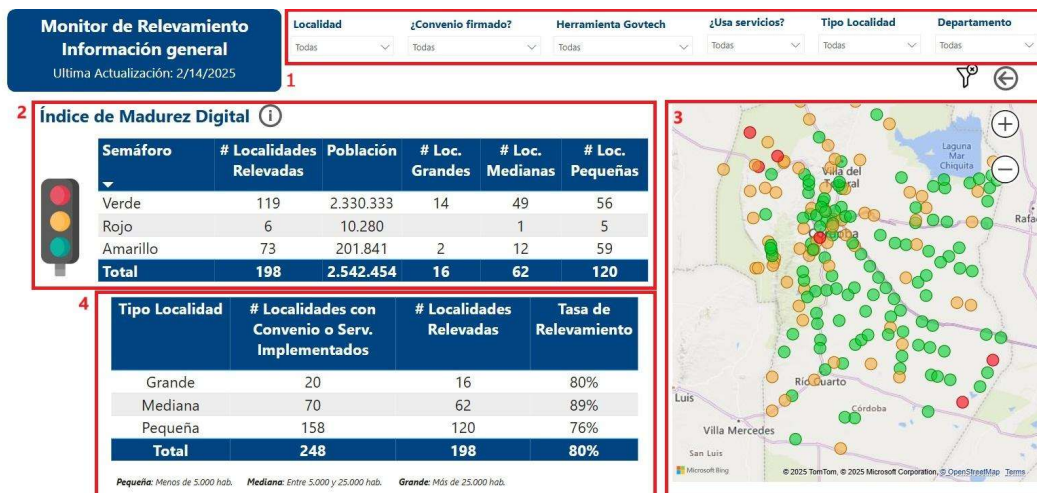 Monitor de Relevamiento
Información general
Ultima Actualización: 2/14/2025
Localidad ¿Convenio firmado? Herramienta Govtech ¿Usa servicios? Tipo Localidad Departamento
Todas Todas Todas Todas Todas Todas
1
2 Índice de Madurez Digital i
Semáforo # Localidades Relevadas Población # Loc. Grandes # Loc. Medianas # Loc. Pequeñas
Verde 119 2.330.333 14 49 56
Rojo 6 10.280 1 5
Amarillo 73 201.841 2 12 59
Total 198 2.542.454 16 62 120
3
Laguna
Mar
Chiquita
Villa del
Rafa
Córdoba
Río Cuarto
Luis
Córdoba
Villa Mercedes
San Luis
Microsoft Bing © 2025 TomTom, © 2025 Microsoft Corporation, © OpenStreetMap Terms
4
Tipo Localidad # Localidades con Convenio o Serv. Implementados # Localidades Relevadas Tasa de Relevamiento
Grande 20 16 80%
Mediana 70 62 89%
Pequeña 158 120 76%
Total 248 198 80%
Pequeña: Menos de 5.000 hab. Mediana: Entre 5.000 y 25.000 hab. Grande: Más de 25.000 hab.